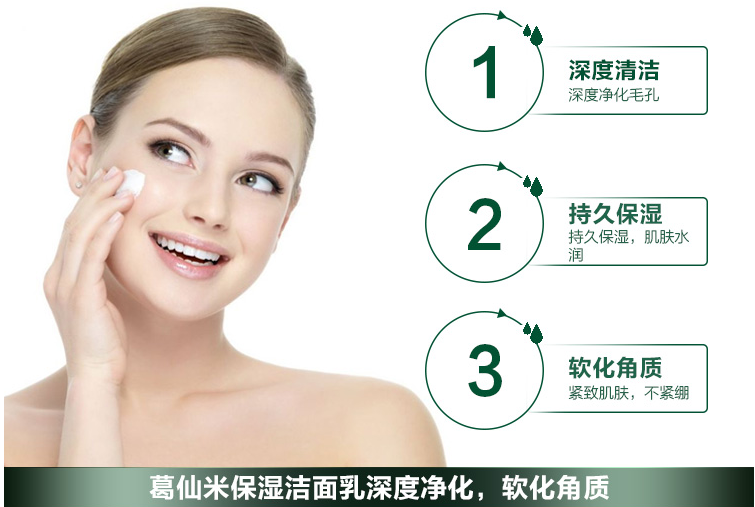 1
深度清洁
深度净化毛孔
2
持久保湿
持久保湿，肌肤水
润
3
软化角质
紧致肌肤，不紧绷
葛仙米保湿洁面乳深度净化，软化角质